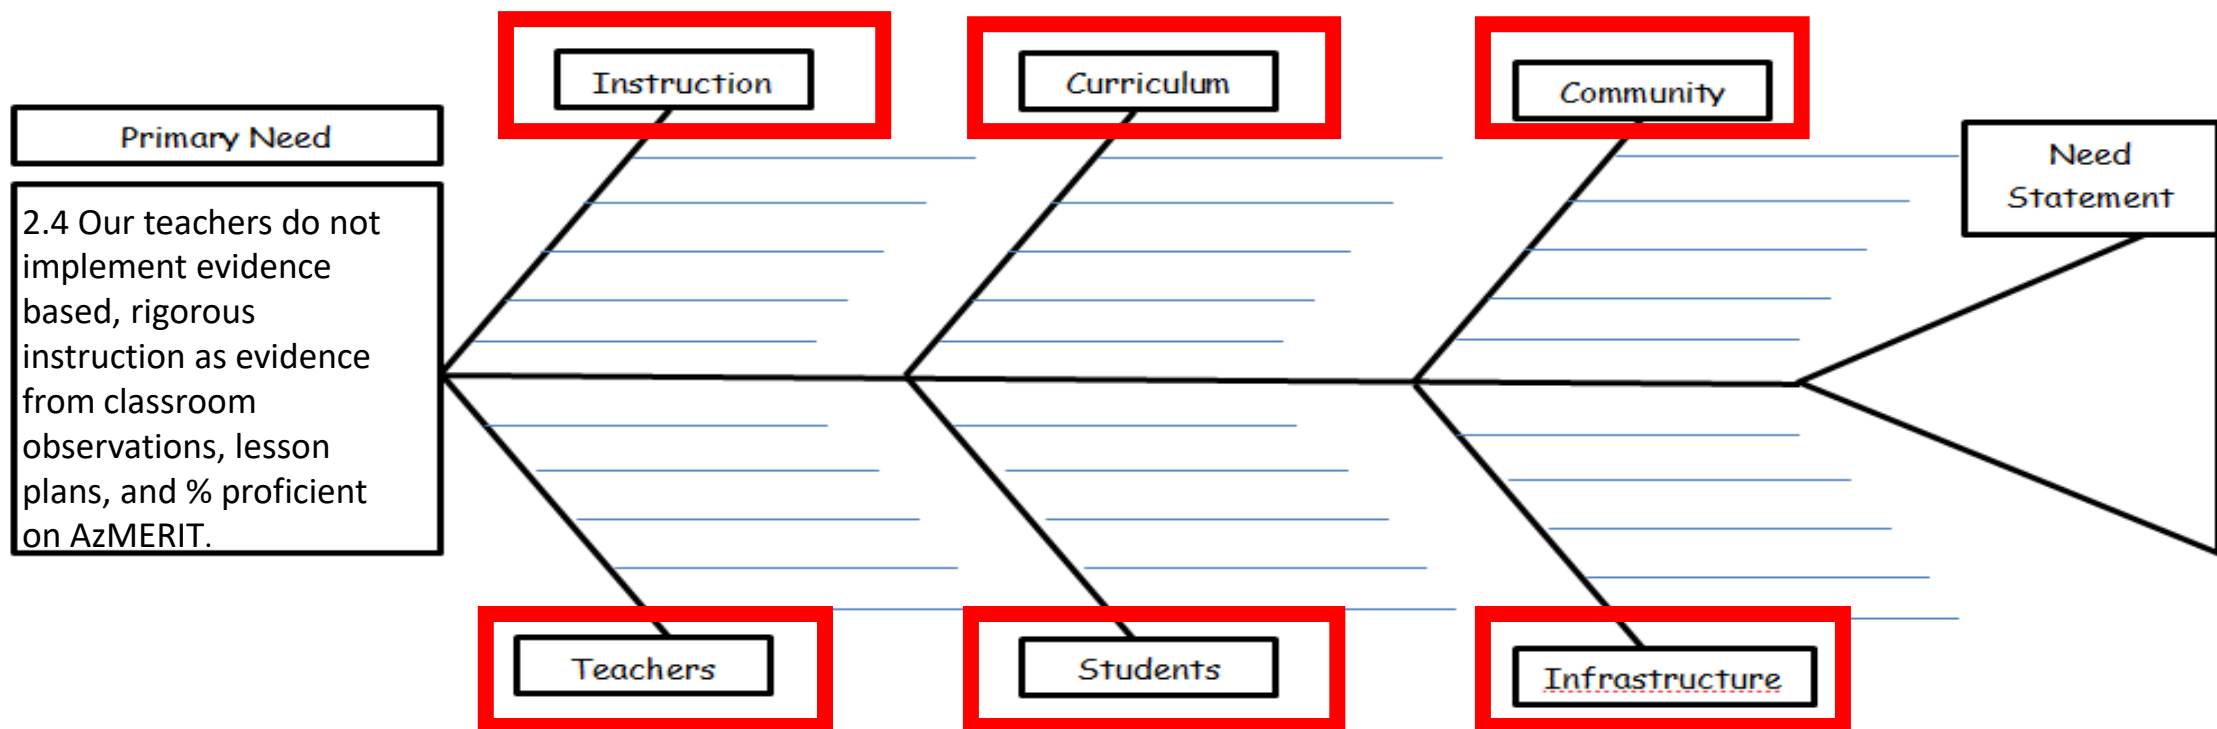 Instruction
Curriculum
Community
Primary Need
Need
Statement
2.4 Our teachers do not
implement evidence
based, rigorous
instruction as evidence
from classroom
observations, lesson
plans, and % proficient
on AzMERIT.
Teachers
Students
Infrastructure